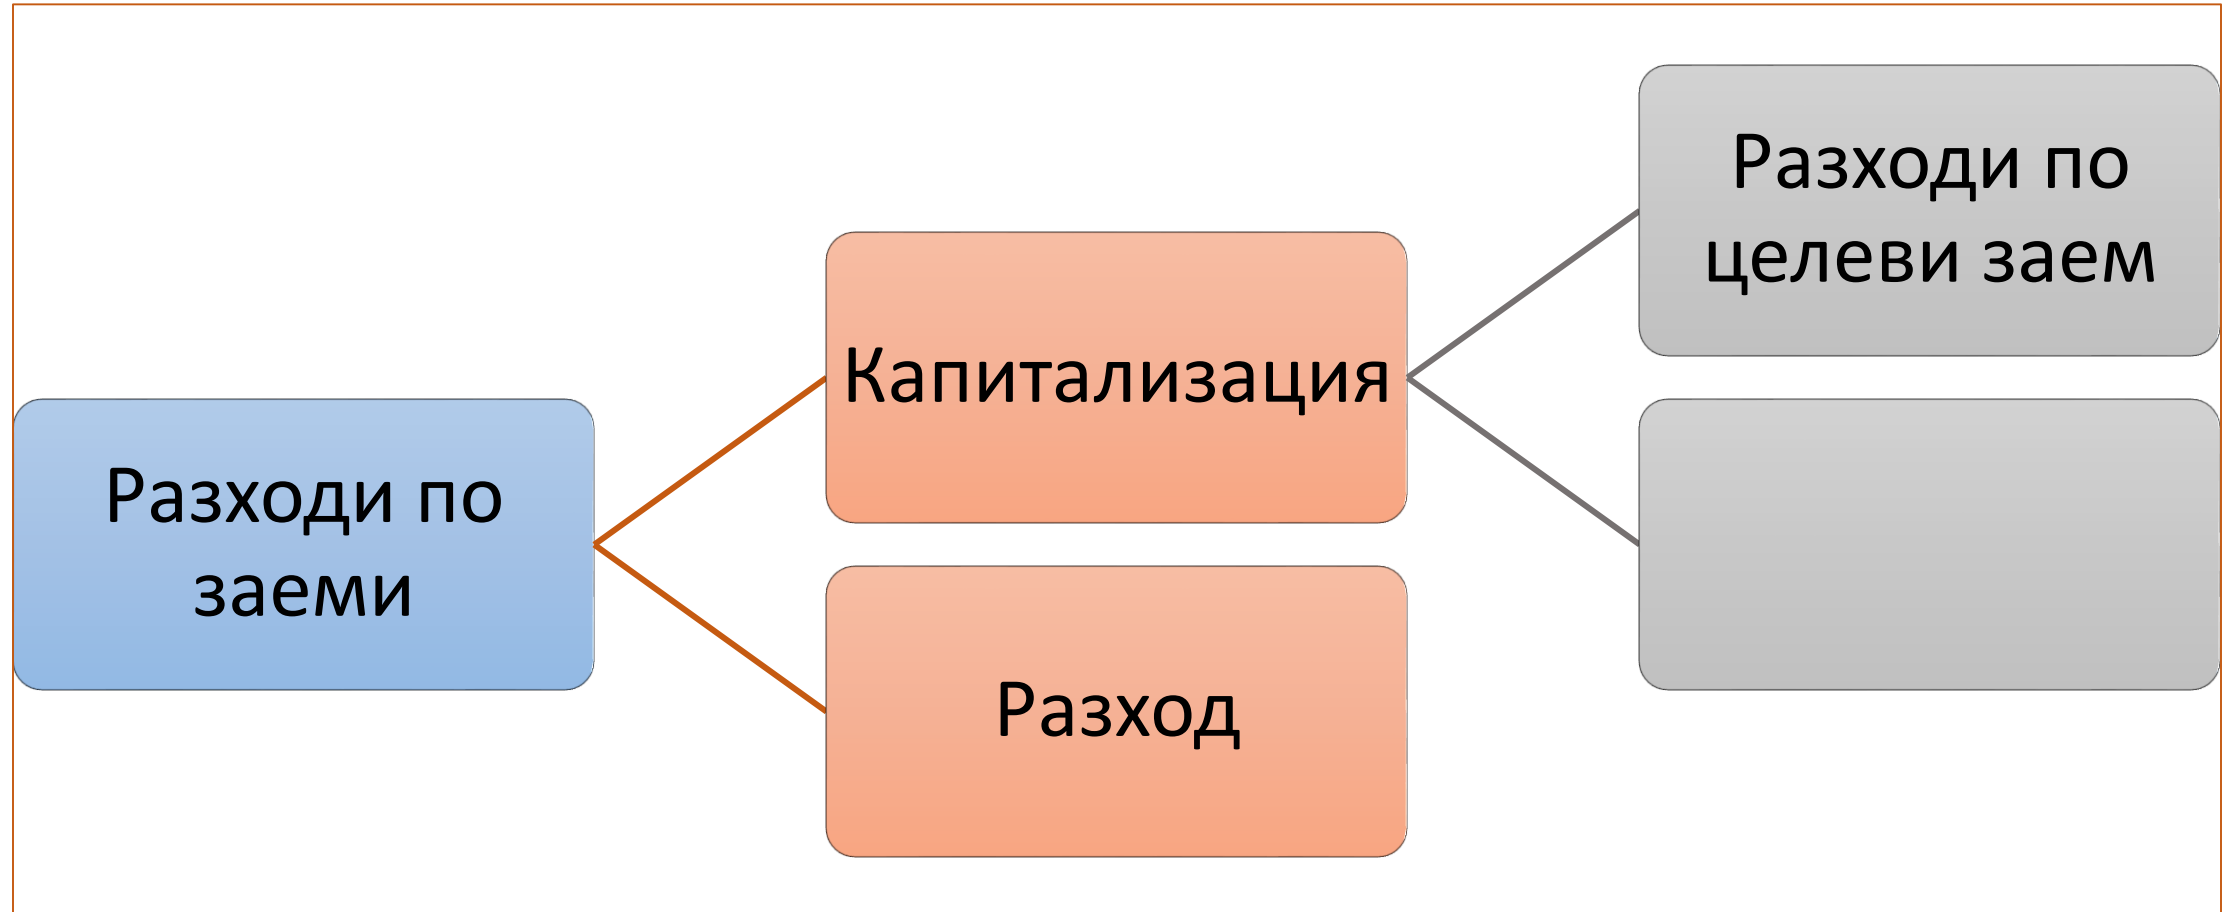 Разходи по
заеми
Капитализация
Разход
Разходи по
целеви заем